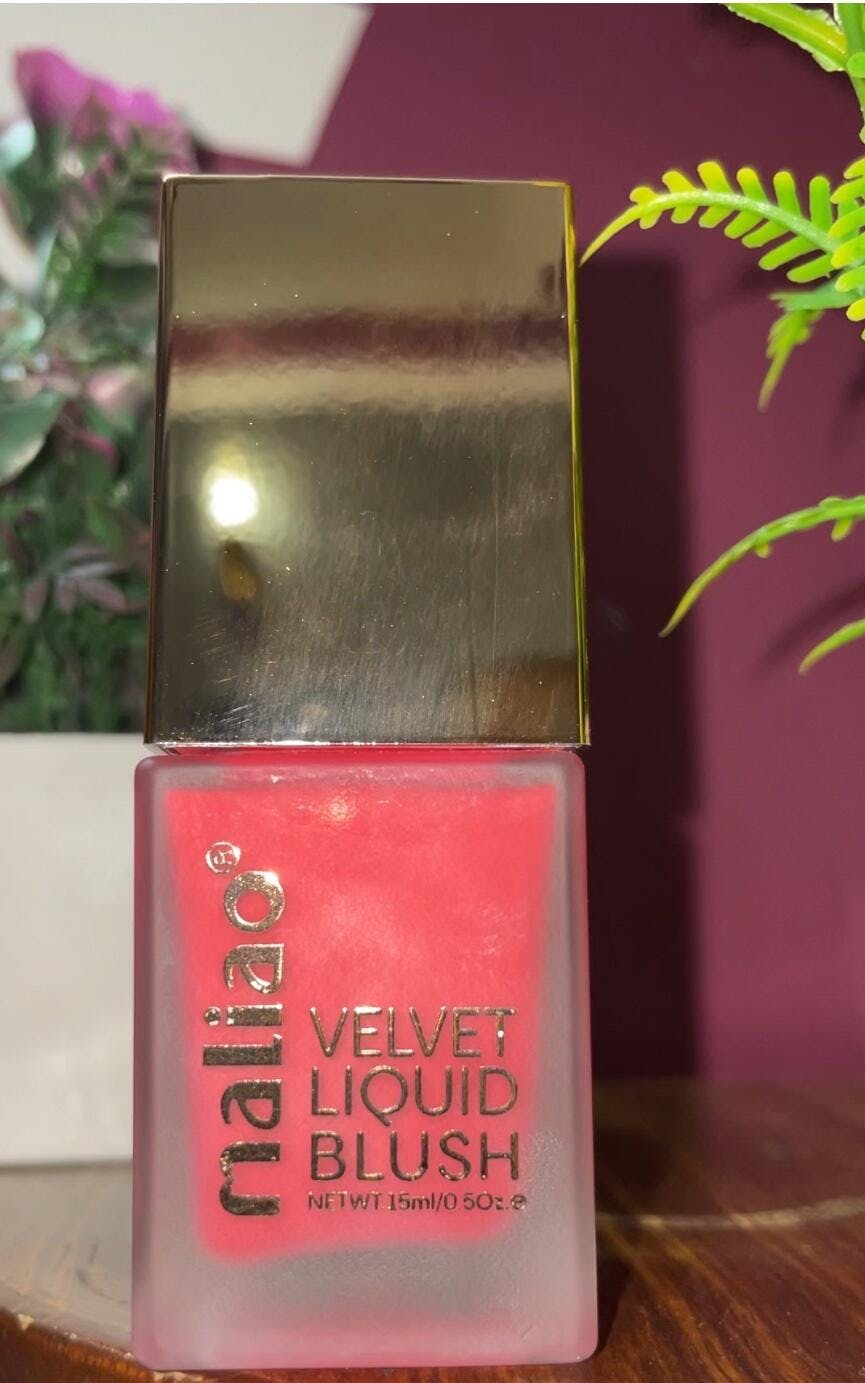 maliao®
VELVET
LIQUID
BLUSH
NETWT.15ml/0.5Oz.e